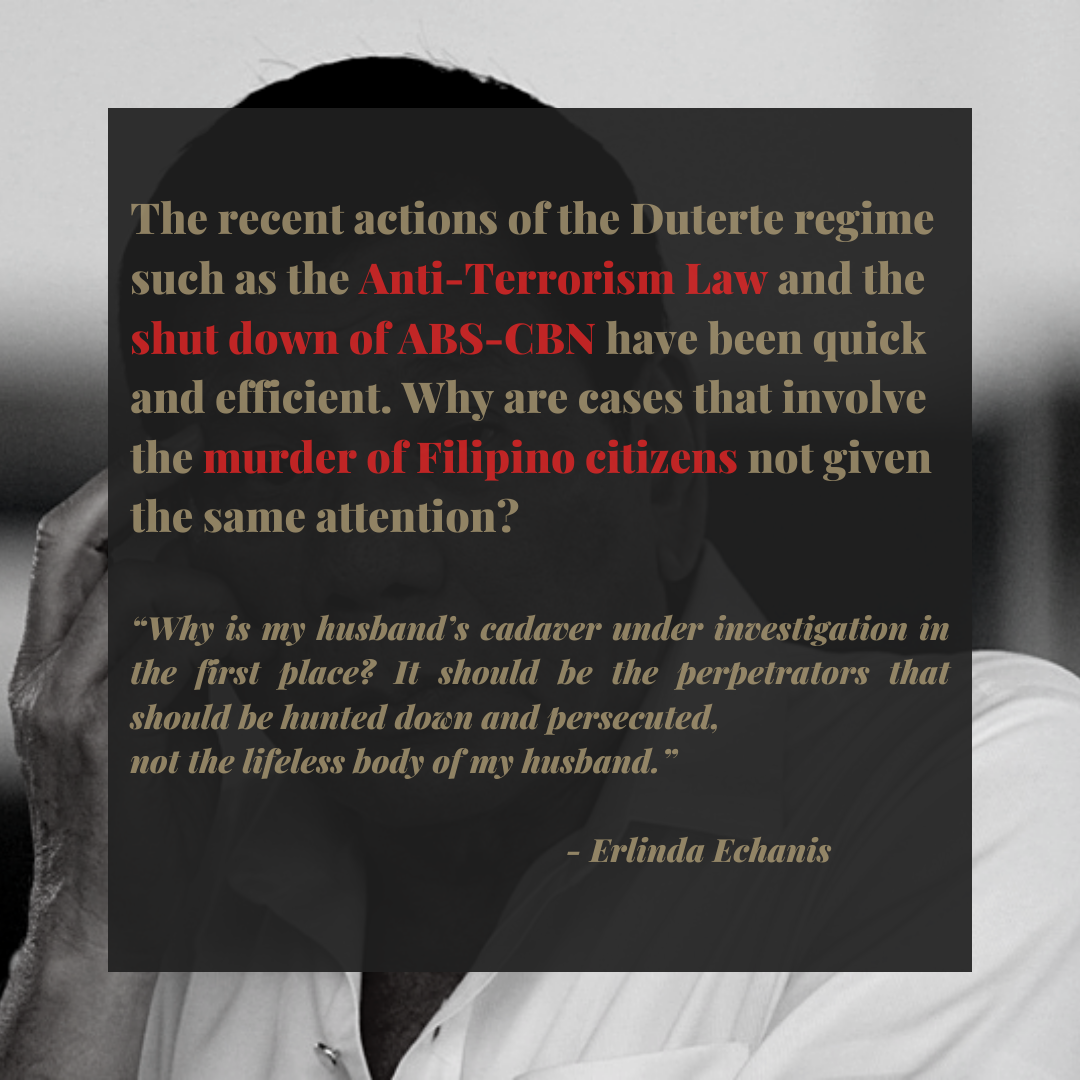 The recent actions of the Duterte regime
such as the Anti-Terrorism Law and the
shut down of ABS-CBN have been quick
and efficient. Why are cases that involve
the murder of Filipino citizens not given
the same attention?
“Why is my husband’s cadaver under investigation in
the first place? It should be the perpetrators that
should be hunted down and persecuted,
not the lifeless body of my husband.”
- Erlinda Echanis